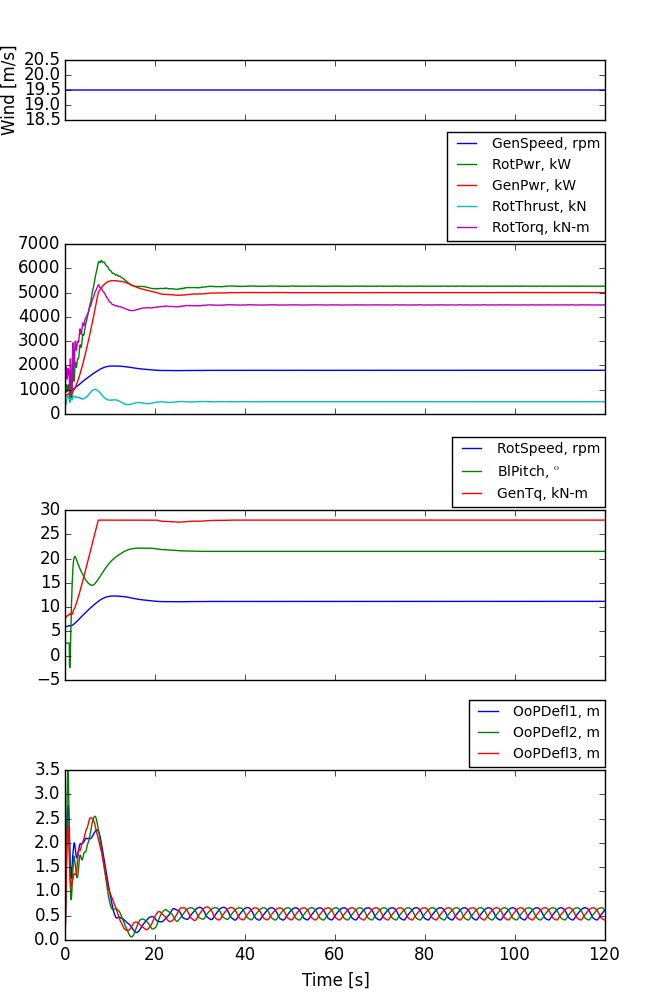 Wind [m/s]
20.5
20.0
19.5
19.0
18.5
GenSpeed, rpm
RotPwr, kW
GenPwr, kW
RotThrust, kN
RotTorq, kN-m
7000
6000
5000
4000
3000
2000
1000
0
RotSpeed, rpm
BlPitch, °
GenTq, kN-m
30
25
20
15
10
5
0
−5
OoPDefl1, m
OoPDefl2, m
OoPDefl3, m
3.5
3.0
2.5
2.0
1.5
1.0
0.5
0.0
0 20 40 60 80 100 120
Time [s]